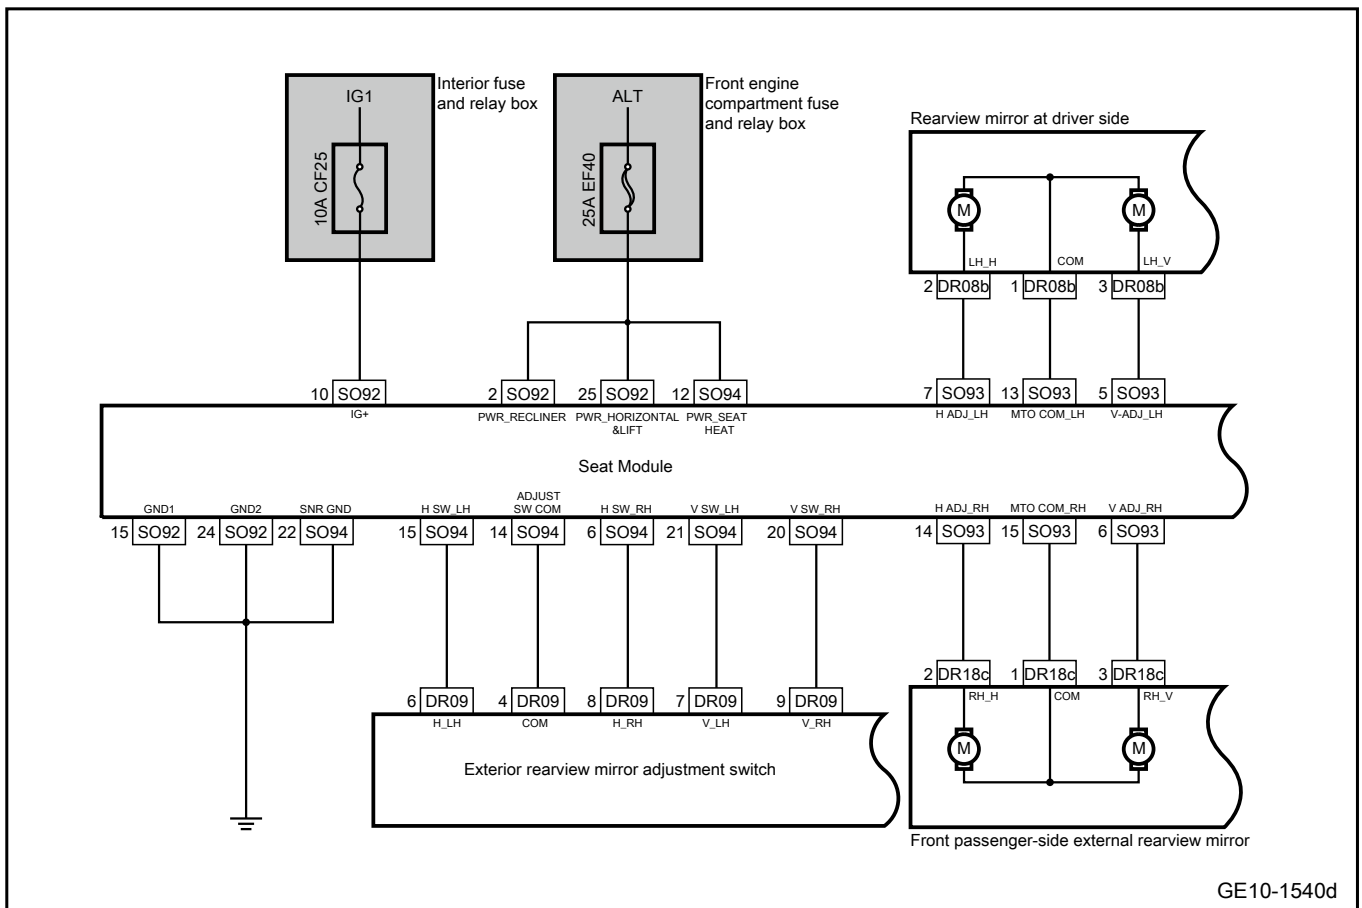 IG1
Interior fuse
and relay box
10A CF25
ALT
Front engine
compartment fuse
and relay box
25A EF40
Rearview mirror at driver side
M
M
LH_H
COM
LH_V
2 DR08b
1 DR08b
3 DR08b
10 SO92
2 SO92
25 SO92
12 SO94
7 SO93
13 SO93
5 SO93
IG+
PWR_RECLINER
PWR_HORIZONTAL
&LIFT
PWR_SEAT
HEAT
H ADJ_LH
MTO COM_LH
V-ADJ_LH
Seat Module
GND1
GND2
SNR GND
H SW_LH
ADJUST
SW COM
H SW_RH
V SW_LH
V SW_RH
H ADJ_RH
MTO COM_RH
V ADJ_RH
15 SO92
24 SO92
22 SO94
15 SO94
14 SO94
6 SO94
21 SO94
20 SO94
14 SO93
15 SO93
6 SO93
6 DR09
4 DR09
8 DR09
7 DR09
9 DR09
H_LH
COM
H_RH
V_LH
V_RH
Exterior rearview mirror adjustment switch
2 DR18c
1 DR18c
3 DR18c
RH_H
COM
RH_V
M
M
Front passenger-side external rearview mirror
GE10-1540d